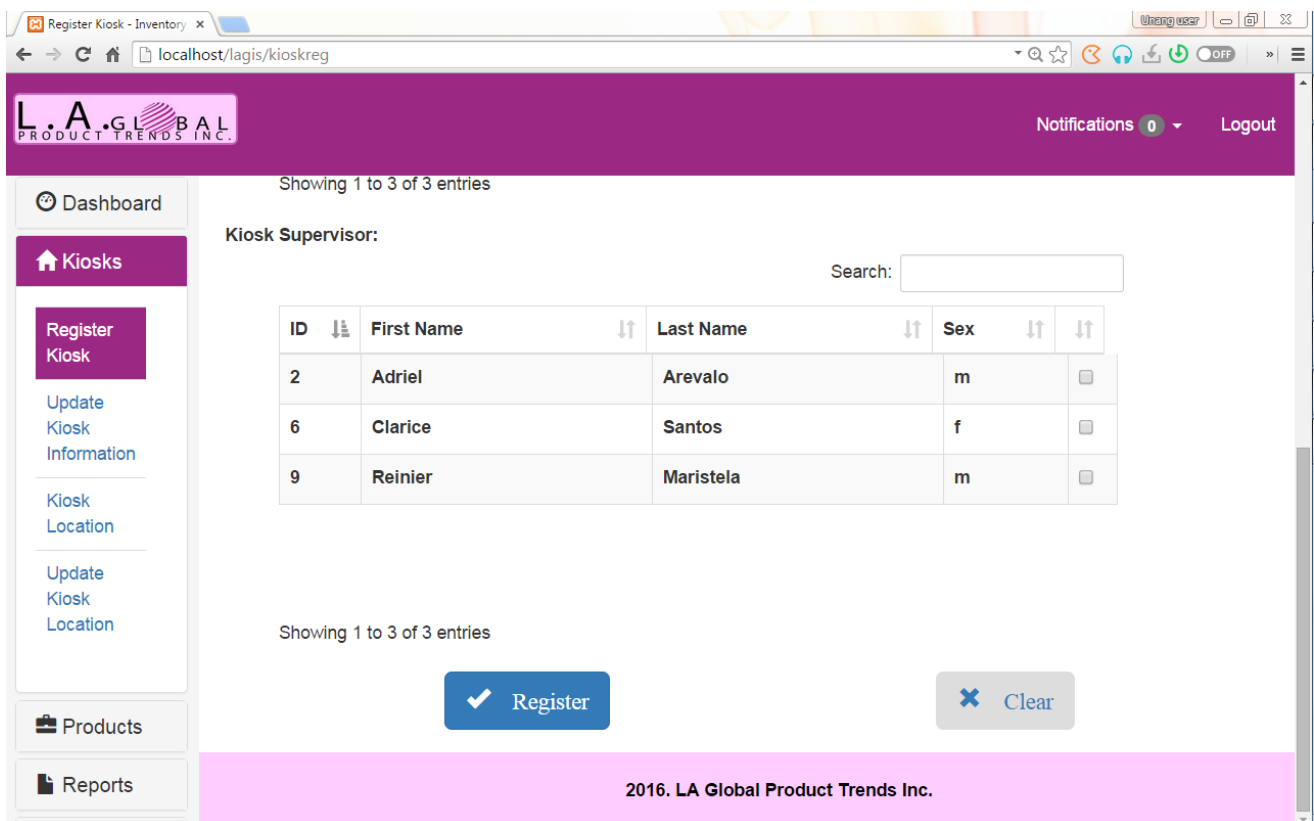 Register Kiosk - Inventory
Unang user
localhost/lagis/kioskreg
OFF
»
L.A.GLOBAL
PRODUCT TRENDS INC.
Notifications 0
Logout
Dashboard
Kiosks
Register
Kiosk
Update
Kiosk
Information
Kiosk
Location
Update
Kiosk
Location
Products
Reports
Showing 1 to 3 of 3 entries
Kiosk Supervisor:
Search:
ID First Name Last Name Sex
2 Adriel Arevalo m
6 Clarice Santos f
9 Reinier Maristela m
Showing 1 to 3 of 3 entries
Register
Clear
2016. LA Global Product Trends Inc.